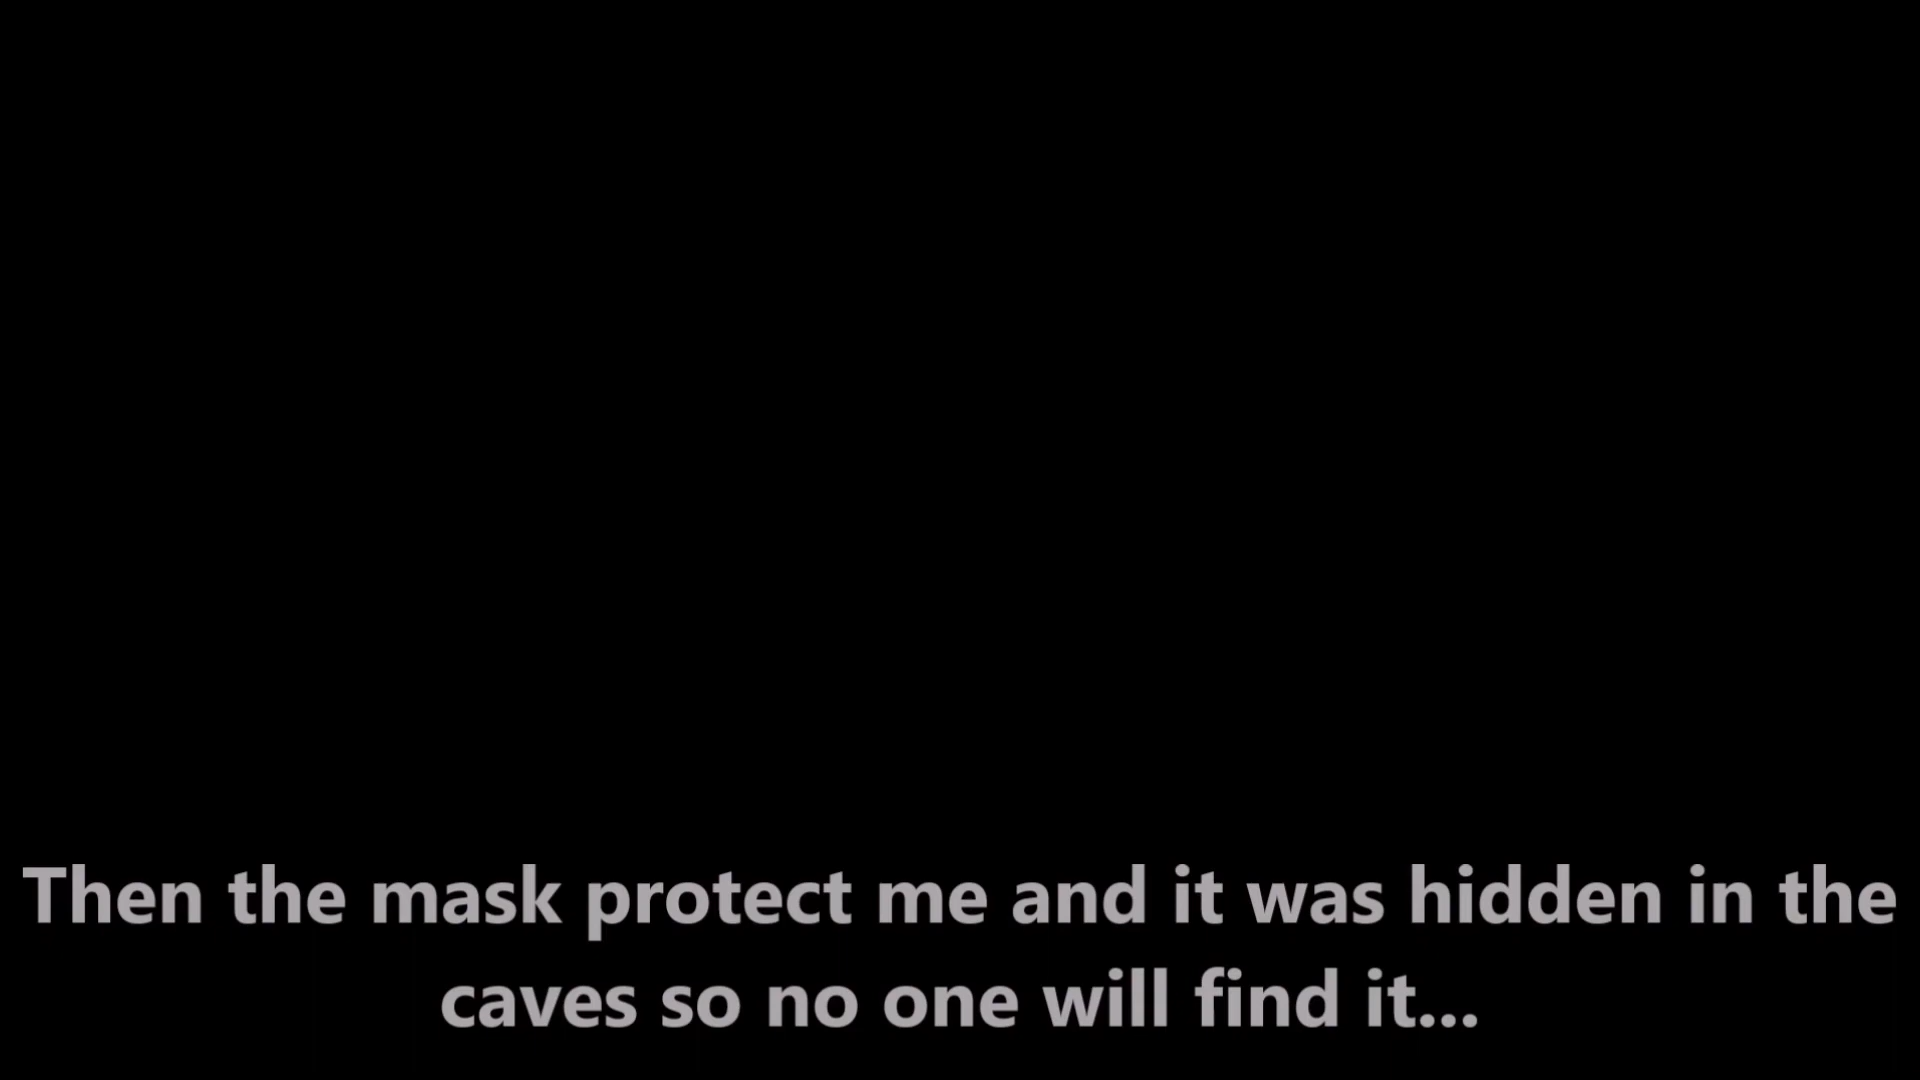 Then the mask protect me and it was hidden in the
caves so no one will find it...